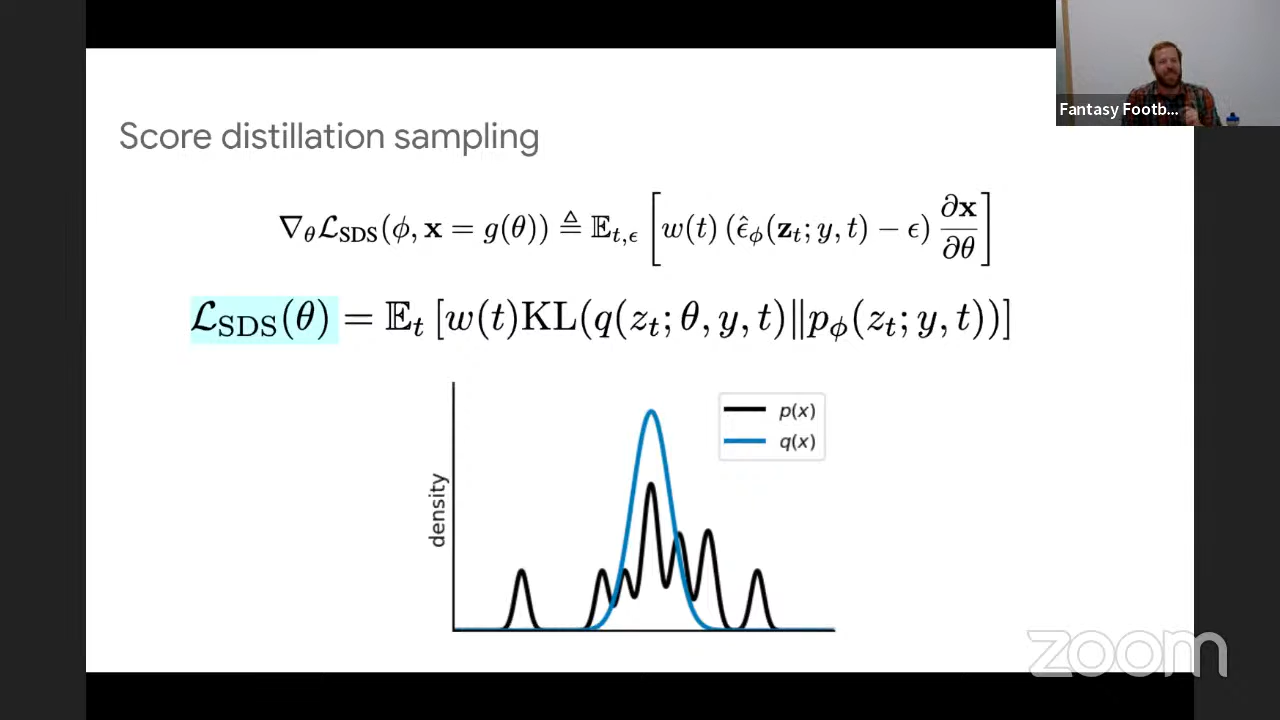 Fantasy Footb...
Score distillation sampling
∇_θ ℒ_SDS(ϕ, 𝐱 = g(θ)) ≜ 𝔼_{t,ϵ} [ w(t) (ϵ̂_ϕ(𝐳_t; y, t) − ϵ) ∂𝐱/∂θ ]
ℒ_SDS(θ) = 𝔼_t [w(t)KL(q(z_t; θ, y, t)‖p_ϕ(z_t; y, t))]
p(x)
q(x)
density
zoom